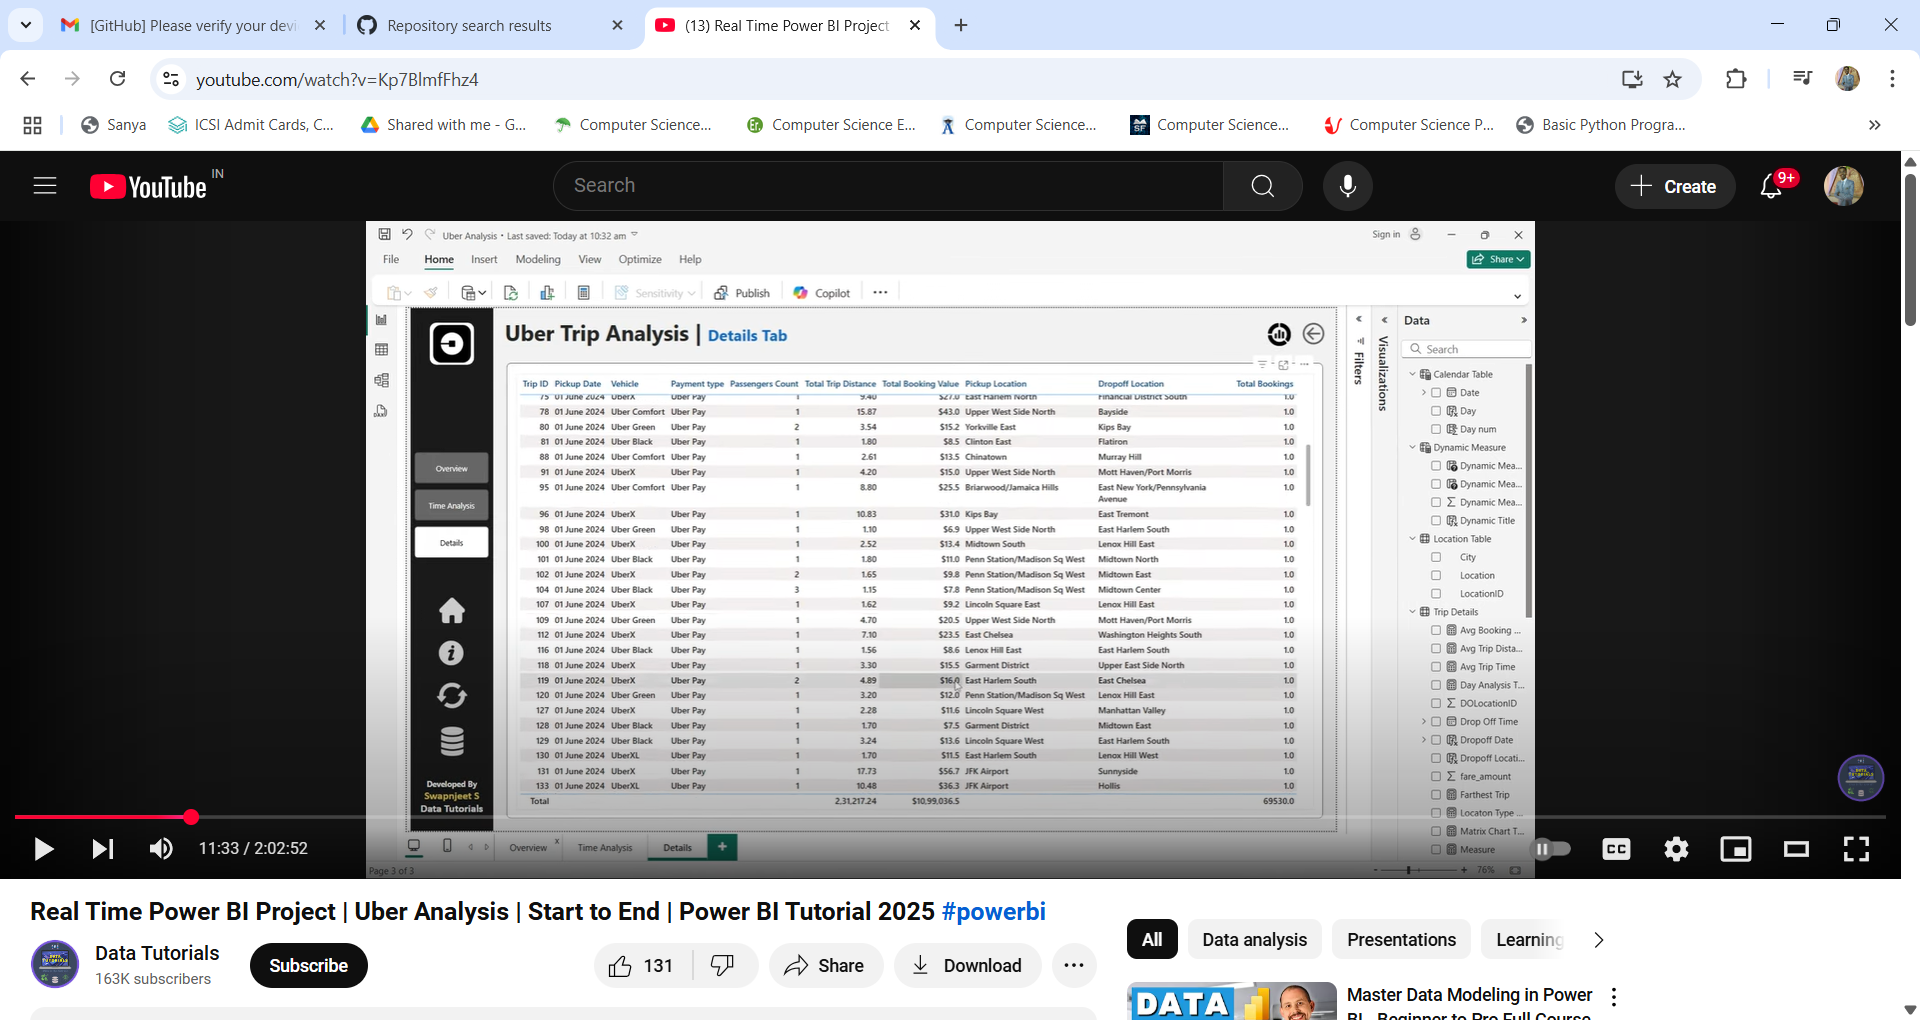 [GitHub] Please verify your devi
Repository search results
(13) Real Time Power BI Project
youtube.com/watch?v=Kp7BlmfFhz4
Sanya
ICSI Admit Cards, C...
Shared with me - G...
Computer Science...
Computer Science E...
Computer Science...
Computer Science...
Computer Science P...
Basic Python Progra...
YouTube IN
Search
Create
9+
Uber Analysis • Last saved: Today at 10:32 am
Sign in
File Home Insert Modeling View Optimize Help
Share
Sensitivity
Publish
Copilot
Uber Trip Analysis | Details Tab
Overview
Time Analysis
Details
Developed By
Swapnjeet S
Data Tutorials
Trip ID Pickup Date Vehicle Payment type Passengers Count Total Trip Distance Total Booking Value Pickup Location Dropoff Location Total Bookings
75 01 June 2024 UberX Uber Pay 1 9.40 $27.0 East Harlem North Financial District South 1.0
78 01 June 2024 Uber Comfort Uber Pay 1 15.87 $43.0 Upper West Side North Bayside 1.0
80 01 June 2024 Uber Green Uber Pay 2 3.54 $15.2 Yorkville East Kips Bay 1.0
81 01 June 2024 Uber Black Uber Pay 1 1.80 $8.5 Clinton East Flatiron 1.0
88 01 June 2024 Uber Comfort Uber Pay 1 2.61 $13.5 Chinatown Murray Hill 1.0
91 01 June 2024 UberX Uber Pay 1 4.20 $15.0 Upper West Side North Mott Haven/Port Morris 1.0
95 01 June 2024 Uber Comfort Uber Pay 1 8.80 $25.5 Briarwood/Jamaica Hills East New York/Pennsylvania 1.0
Avenue
96 01 June 2024 UberX Uber Pay 1 10.83 $31.0 Kips Bay East Tremont 1.0
98 01 June 2024 Uber Green Uber Pay 1 1.10 $6.9 Upper West Side North East Harlem South 1.0
100 01 June 2024 UberX Uber Pay 1 2.52 $13.4 Midtown South Lenox Hill East 1.0
101 01 June 2024 Uber Black Uber Pay 1 1.80 $11.0 Penn Station/Madison Sq West Midtown North 1.0
102 01 June 2024 UberX Uber Pay 2 1.65 $9.8 Penn Station/Madison Sq West Midtown East 1.0
104 01 June 2024 Uber Black Uber Pay 3 1.15 $7.8 Penn Station/Madison Sq West Midtown Center 1.0
107 01 June 2024 UberX Uber Pay 1 1.62 $9.2 Lincoln Square East Lenox Hill East 1.0
109 01 June 2024 Uber Green Uber Pay 1 4.70 $20.5 Upper West Side North Mott Haven/Port Morris 1.0
112 01 June 2024 UberX Uber Pay 1 7.10 $23.5 East Chelsea Washington Heights South 1.0
116 01 June 2024 Uber Black Uber Pay 1 1.56 $8.6 Lenox Hill East East Harlem South 1.0
118 01 June 2024 UberX Uber Pay 1 3.30 $15.5 Garment District Upper East Side North 1.0
119 01 June 2024 UberX Uber Pay 2 4.89 $16.0 East Harlem South East Chelsea 1.0
120 01 June 2024 Uber Green Uber Pay 1 3.20 $12.0 Penn Station/Madison Sq West Lenox Hill East 1.0
127 01 June 2024 UberX Uber Pay 1 2.28 $11.6 Lincoln Square West Manhattan Valley 1.0
128 01 June 2024 Uber Black Uber Pay 1 1.70 $7.5 Garment District Midtown East 1.0
129 01 June 2024 Uber Black Uber Pay 1 3.24 $13.6 Lincoln Square West East Harlem South 1.0
130 01 June 2024 UberXL Uber Pay 1 1.70 $11.5 East Harlem South Lenox Hill West 1.0
131 01 June 2024 UberX Uber Pay 1 17.73 $56.7 JFK Airport Sunnyside 1.0
133 01 June 2024 UberXL Uber Pay 1 10.48 $36.3 JFK Airport Hollis 1.0
Total 2,31,217.24 $10,99,036.5 69530.0
Filters
Visualizations
Data
Search
Calendar Table
Date
Day
Day num
Dynamic Measure
Dynamic Mea...
Dynamic Mea...
Dynamic Mea...
Dynamic Title
Location Table
City
Location
LocationID
Trip Details
Avg Booking ...
Avg Trip Dista...
Avg Trip Time
Day Analysis T...
DOLocationID
Drop Off Time
Dropoff Date
Dropoff Locati...
fare_amount
Farthest Trip
Locaton Type ...
Matrix Chart T...
Measure
Overview
Time Analysis
Details
Page 3 of 3
76%
11:33 / 2:02:52
CC
Real Time Power BI Project | Uber Analysis | Start to End | Power BI Tutorial 2025 #powerbi
Data Tutorials
163K subscribers
Subscribe
131
Share
Download
All
Data analysis
Presentations
Learning
DATA
Master Data Modeling in Power
BI - Beginner to Pro Full Course